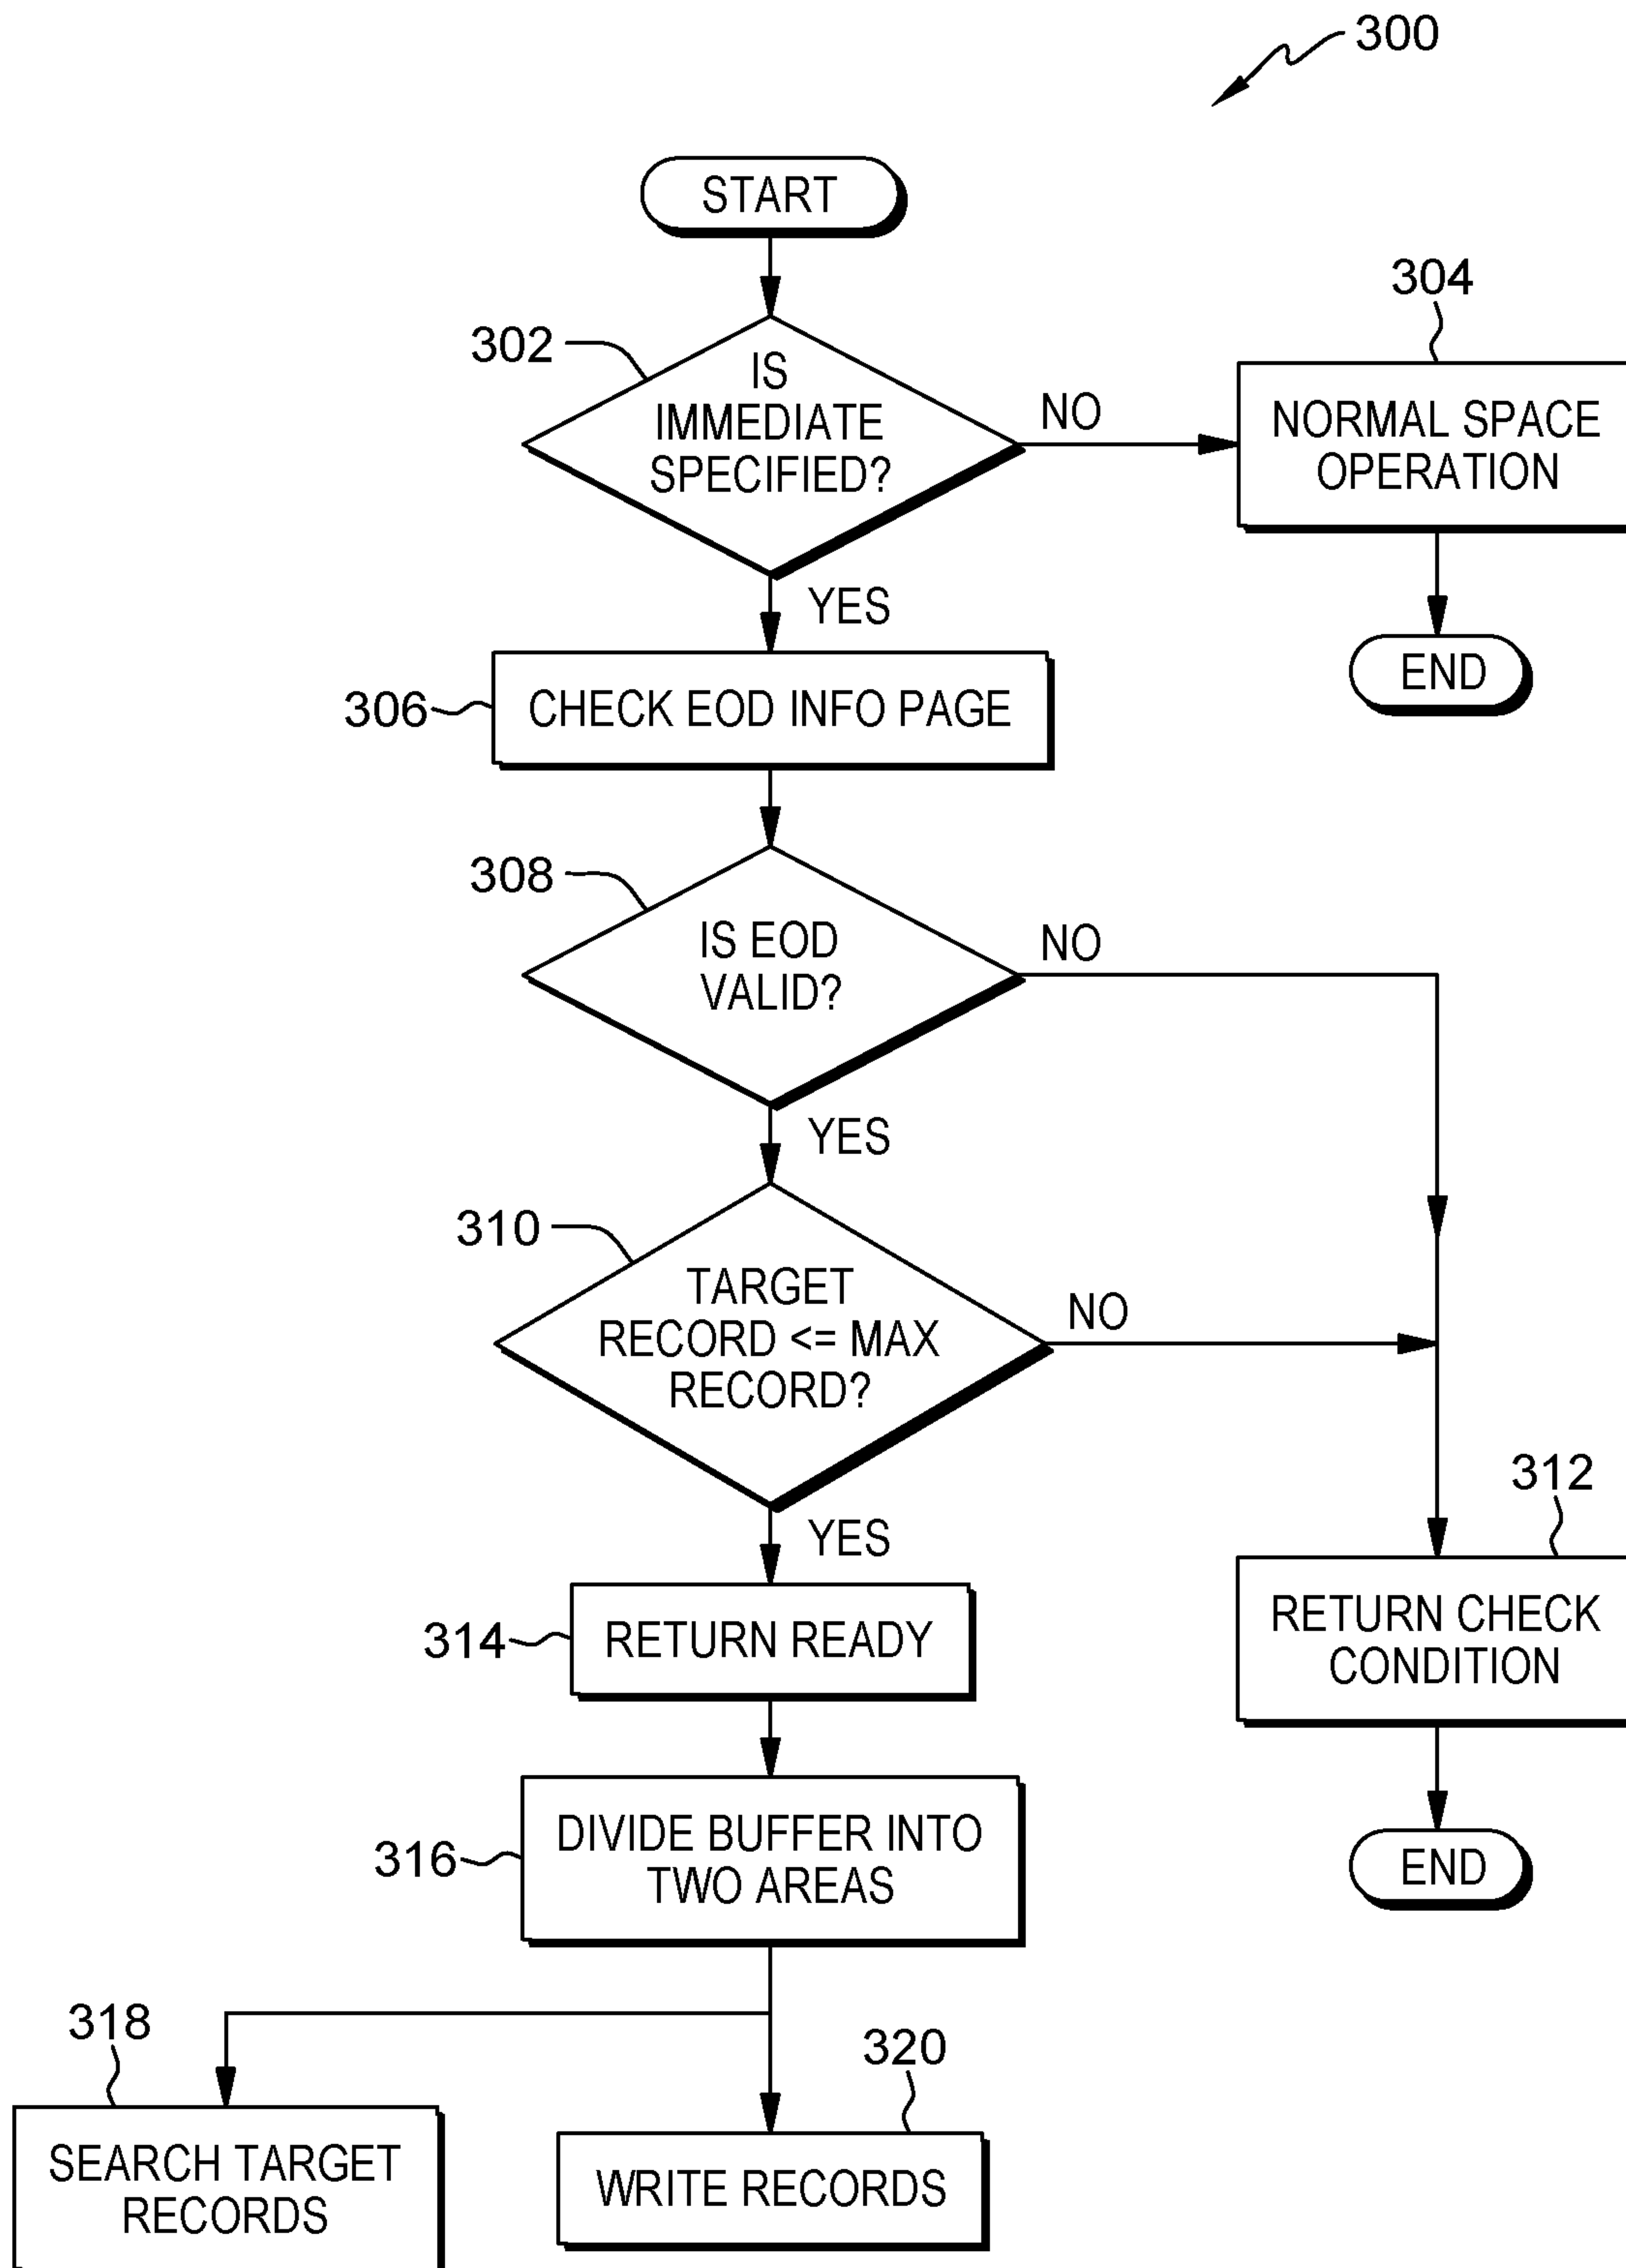 300
START
302
IS
IMMEDIATE
SPECIFIED?
NO
304
NORMAL SPACE
OPERATION
YES
END
306
CHECK EOD INFO PAGE
308
IS EOD
VALID?
NO
YES
310
TARGET
RECORD <= MAX
RECORD?
NO
312
RETURN CHECK
CONDITION
END
YES
314
RETURN READY
316
DIVIDE BUFFER INTO
TWO AREAS
318
SEARCH TARGET
RECORDS
320
WRITE RECORDS